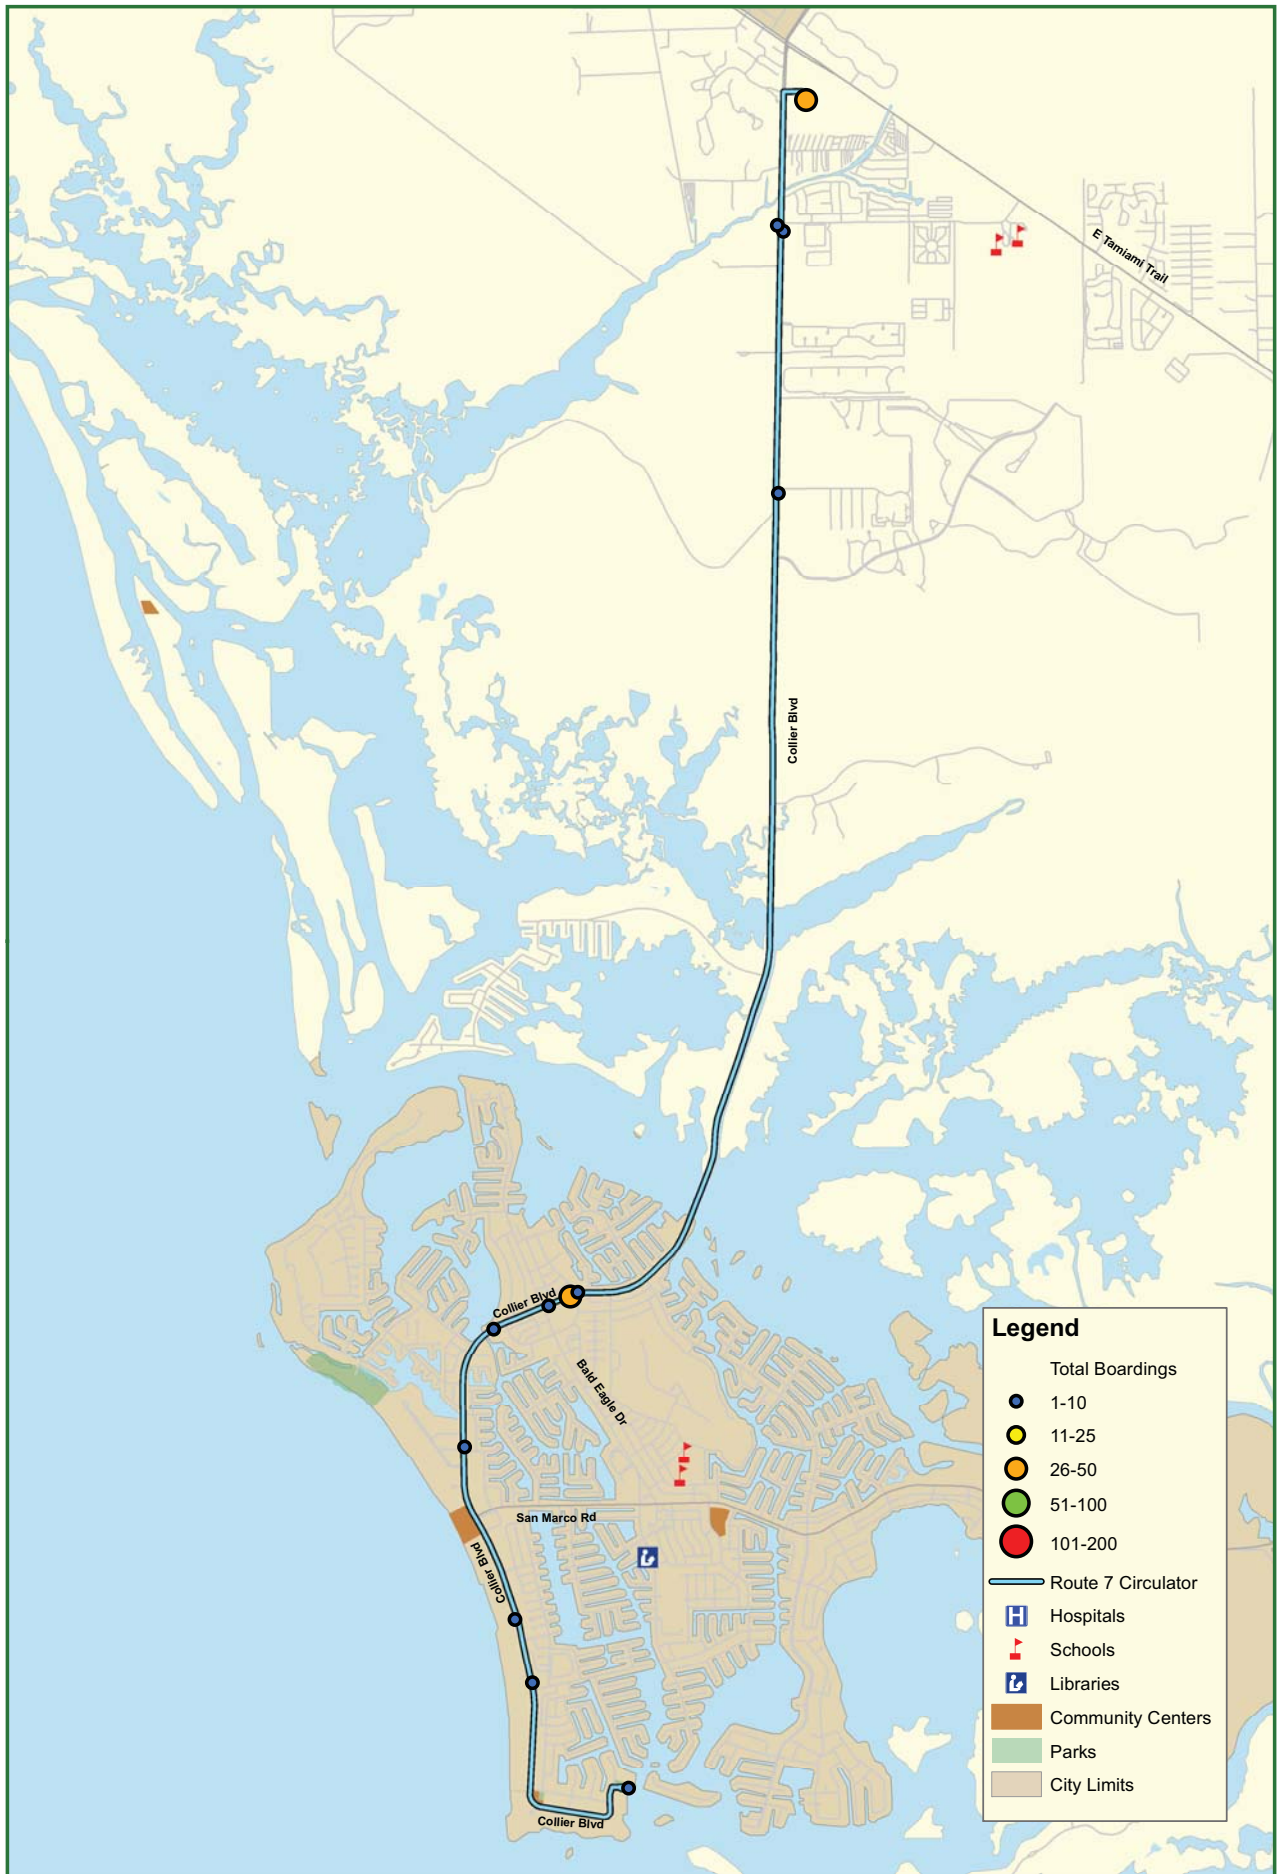 E Tamiami Trail
Collier Blvd
Collier Blvd
Bald Eagle Dr
San Marco Rd
Collier Blvd
Collier Blvd
Legend
Total Boardings
1-10
11-25
26-50
51-100
101-200
Route 7 Circulator
H Hospitals
Schools
Libraries
Community Centers
Parks
City Limits